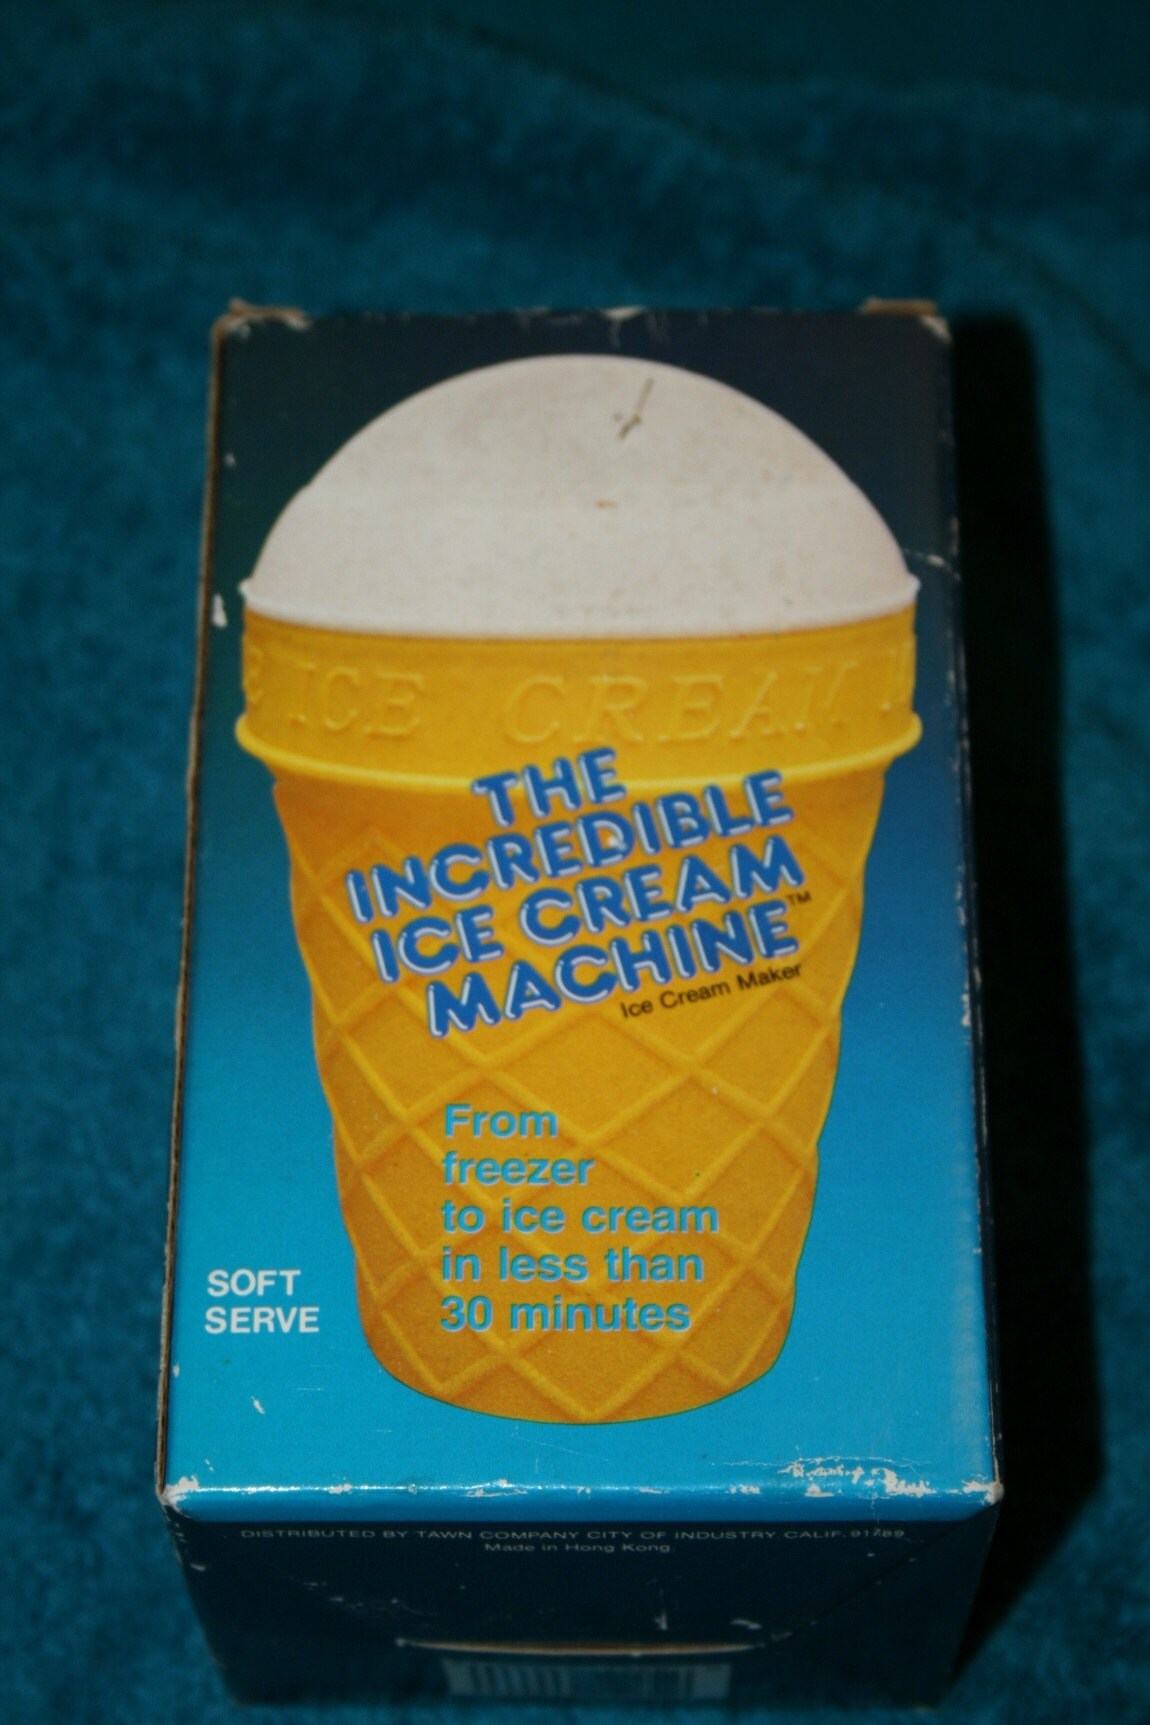 E ICE CREAM
THE
INCREDIBLE
ICE CREAM
MACHINE™
Ice Cream Maker
From
freezer
to ice cream
in less than
30 minutes
SOFT
SERVE
DISTRIBUTED BY TAWN COMPANY CITY OF INDUSTRY CALIF. 91789
Made in Hong Kong